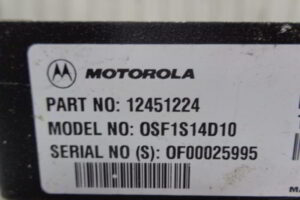 MOTOROLA
PART NO: 12451224
MODEL NO: OSF1S14D10
SERIAL NO (S): OF00025995